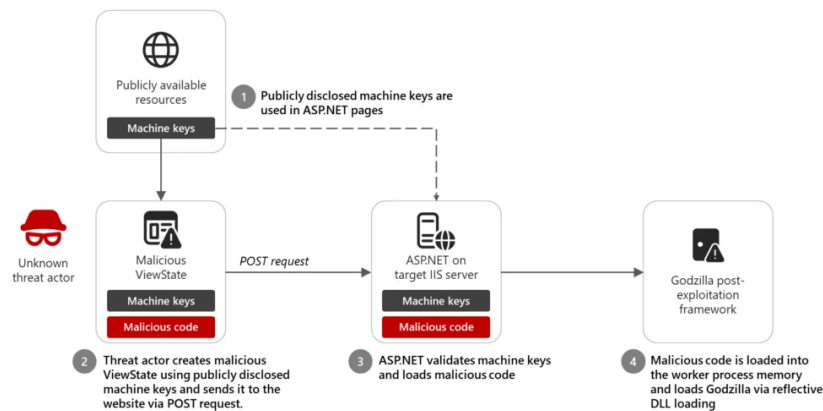 Publicly available
resources
Machine keys
1
Publicly disclosed machine keys are
used in ASP.NET pages
Unknown
threat actor
Malicious
ViewState
Machine keys
Malicious code
POST request
ASP.NET on
target IIS server
Machine keys
Malicious code
Godzilla post-
exploitation
framework
2
Threat actor creates malicious
ViewState using publicly disclosed
machine keys and sends it to the
website via POST request.
3
ASP.NET validates machine keys
and loads malicious code
4
Malicious code is loaded into
the worker process memory
and loads Godzilla via reflective
DLL loading